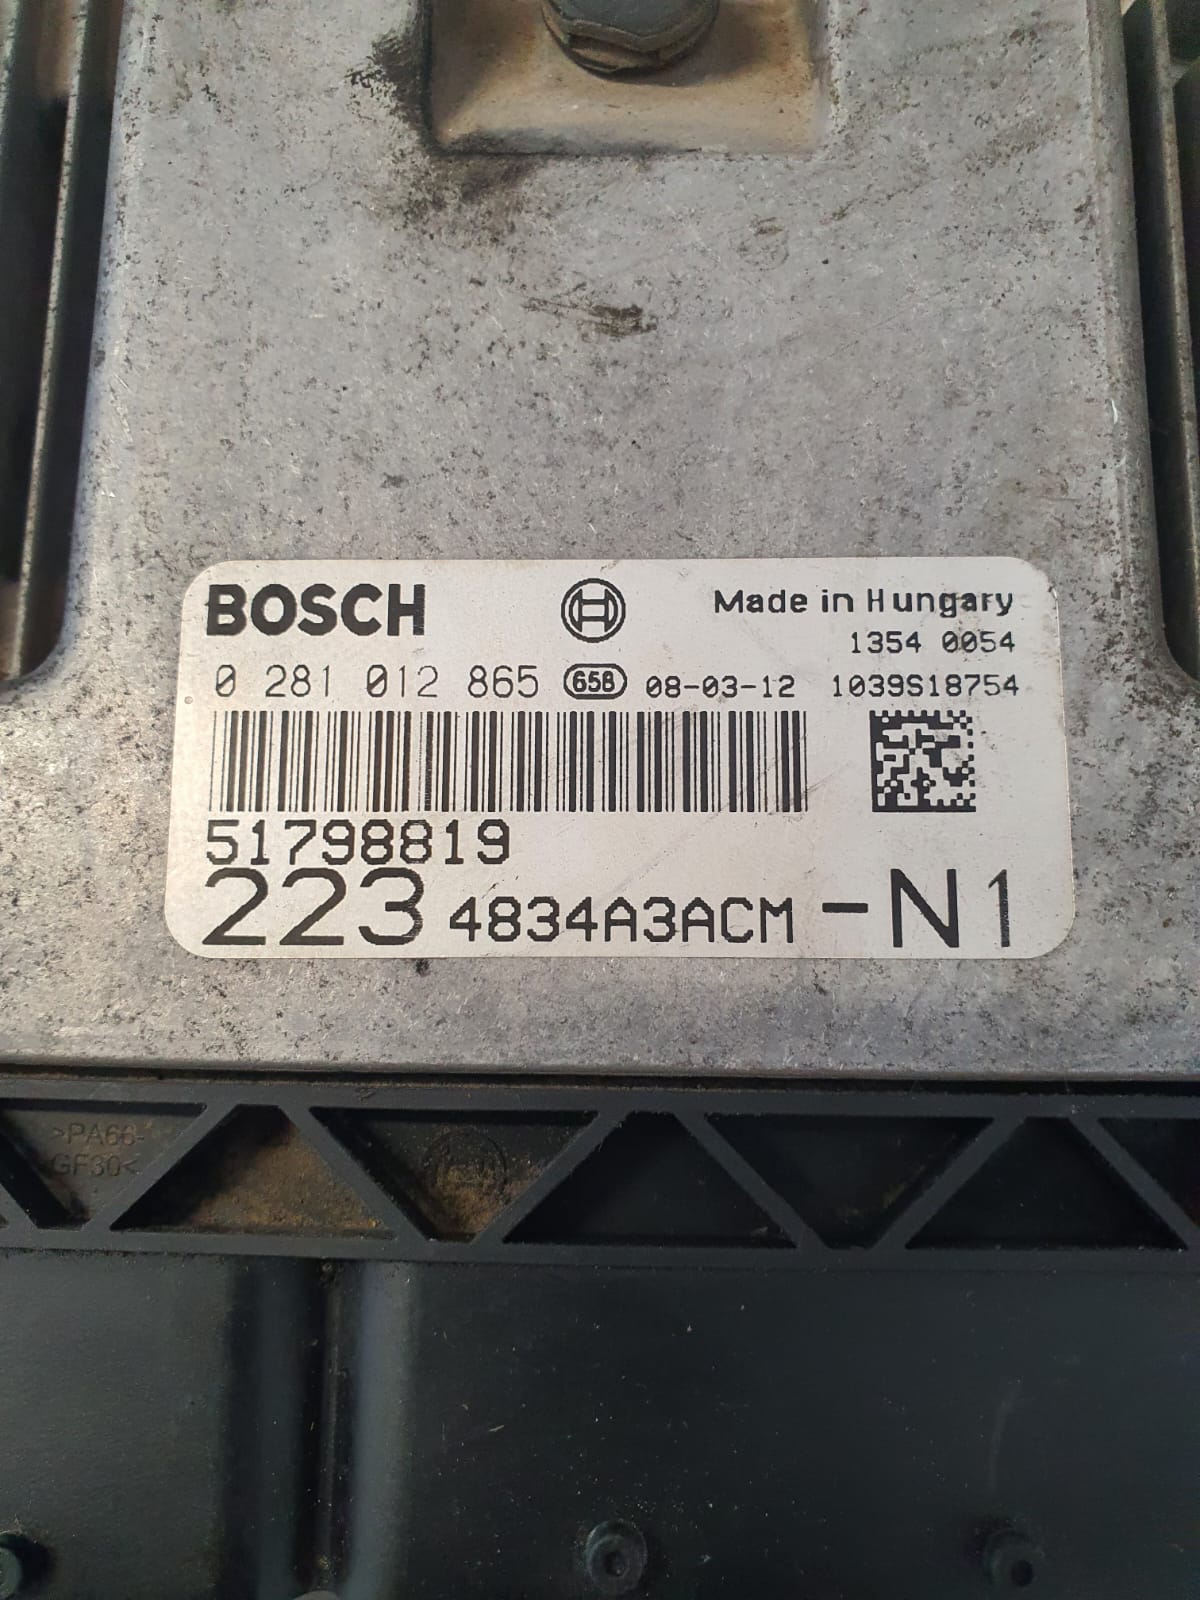 BOSCH Made in Hungary
1354 0054
0 281 012 865 658 08-03-12 1039S18754
51798819
223 4834A3ACM -N1
>PA66-
GF30<